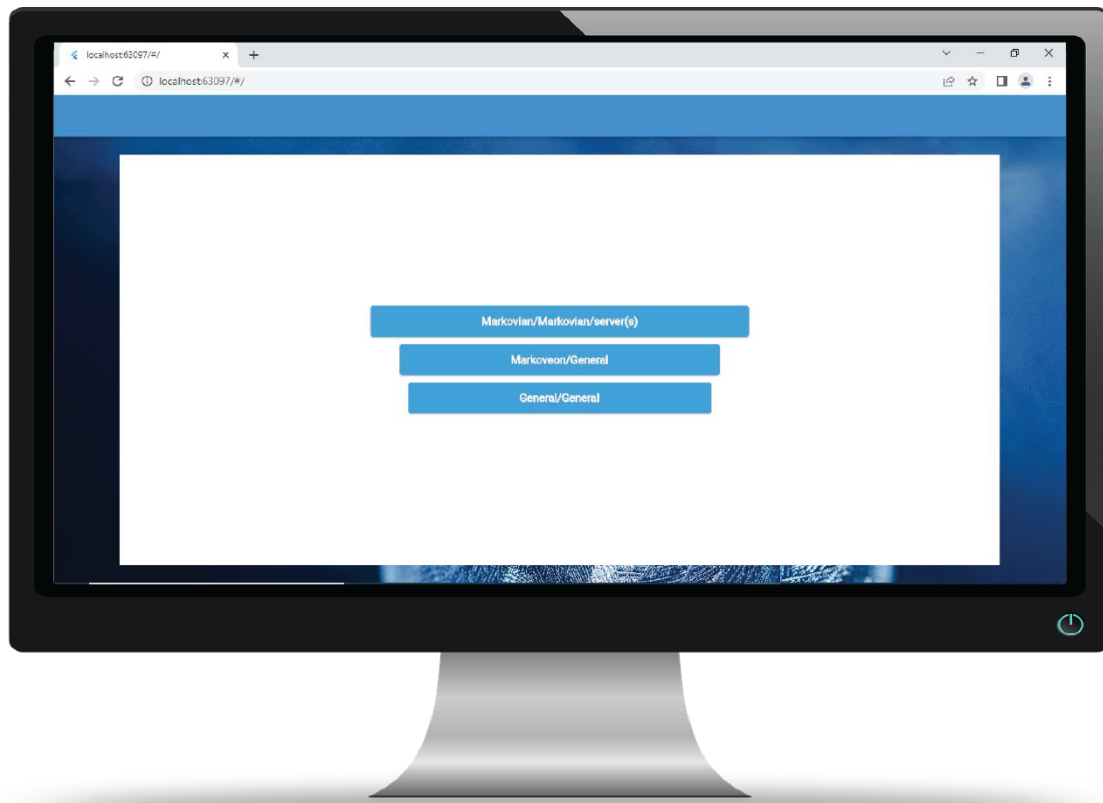 localhost:63097/#/
localhost:63097/#/
Markovian/Markovian/server(s)
Markoveon/General
General/General